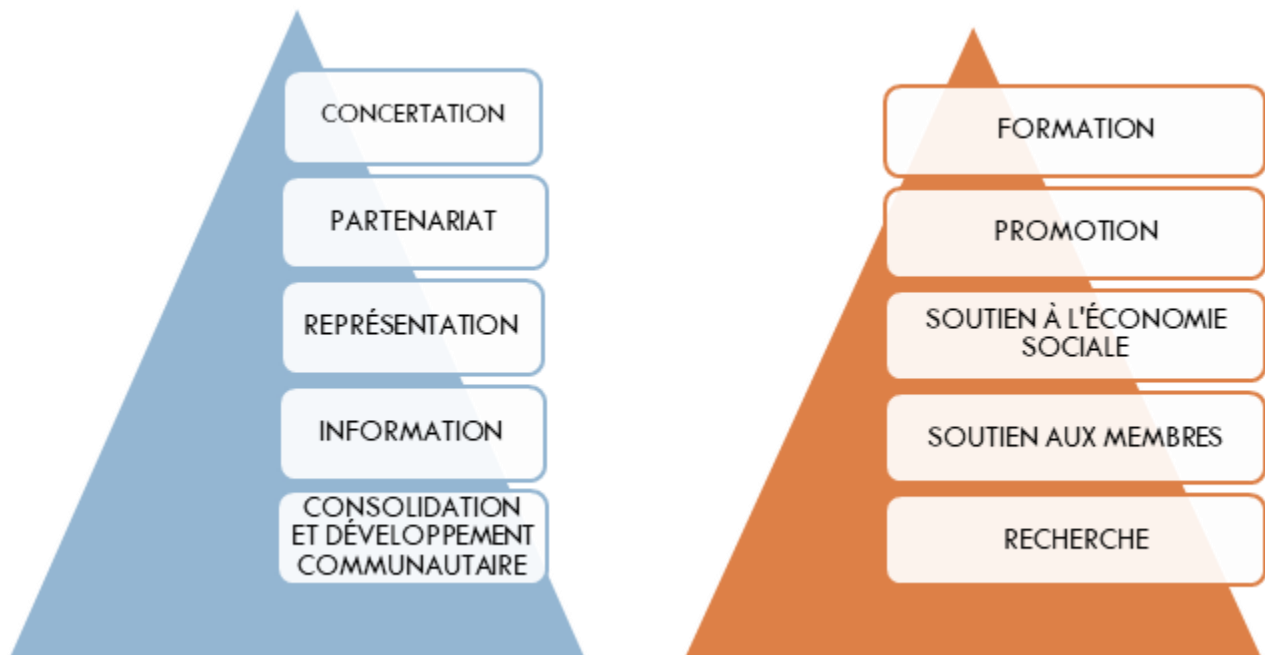 CONCERTATION
PARTENARIAT
REPRÉSENTATION
INFORMATION
CONSOLIDATION
ET DÉVELOPPEMENT
COMMUNAUTAIRE
FORMATION
PROMOTION
SOUTIEN À L'ÉCONOMIE
SOCIALE
SOUTIEN AUX MEMBRES
RECHERCHE